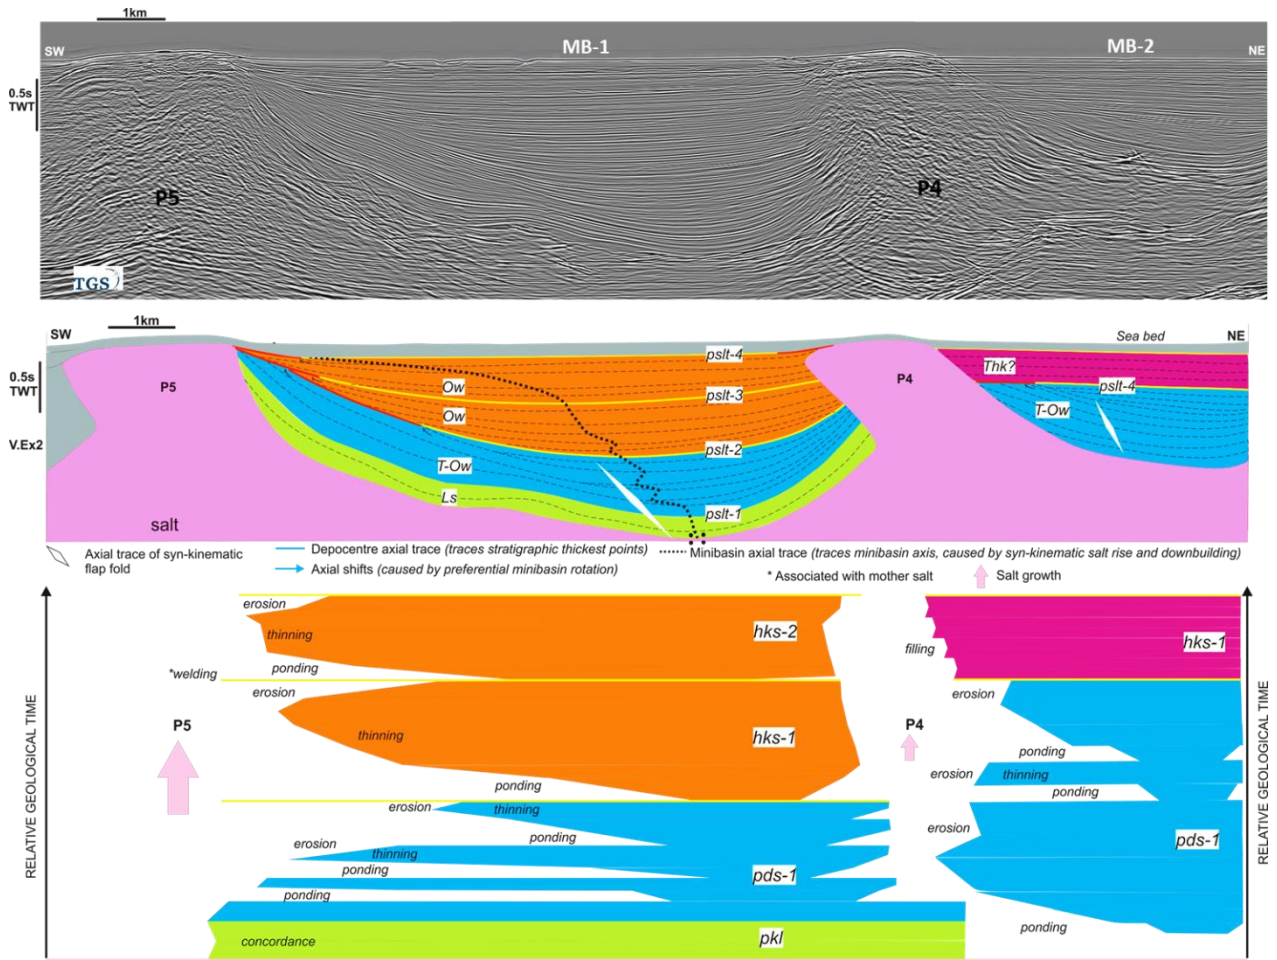 1km
SW
MB-1
MB-2
NE
0.5s
TWT
P5
P4
TGS
1km
SW
Sea bed
NE
0.5s
TWT
V.Ex2
P5
P4
pslt-4
Thk?
pslt-4
Ow
pslt-3
Ow
T-Ow
pslt-2
T-Ow
Ls
pslt-1
salt
Axial trace of syn-kinematic
flap fold
Depocentre axial trace (traces stratigraphic thickest points)
Minibasin axial trace (traces minibasin axis, caused by syn-kinematic salt rise and downbuilding)
Axial shifts (caused by preferential minibasin rotation)
* Associated with mother salt
Salt growth
RELATIVE GEOLOGICAL TIME
erosion
thinning
hks-2
ponding
*welding
erosion
P5
thinning
hks-1
ponding
erosion
thinning
ponding
erosion
thinning
ponding
pds-1
ponding
concordance
pkl
hks-1
filling
erosion
P4
ponding
erosion
thinning
ponding
erosion
pds-1
ponding
RELATIVE GEOLOGICAL TIME